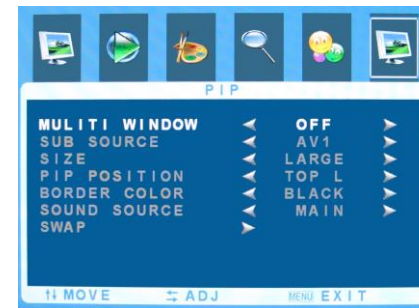 PIP
MULITI WINDOW OFF
SUB SOURCE AV1
SIZE LARGE
PIP POSITION TOP L
BORDER COLOR BLACK
SOUND SOURCE MAIN
SWAP
MOVE ADJ MENU EXIT